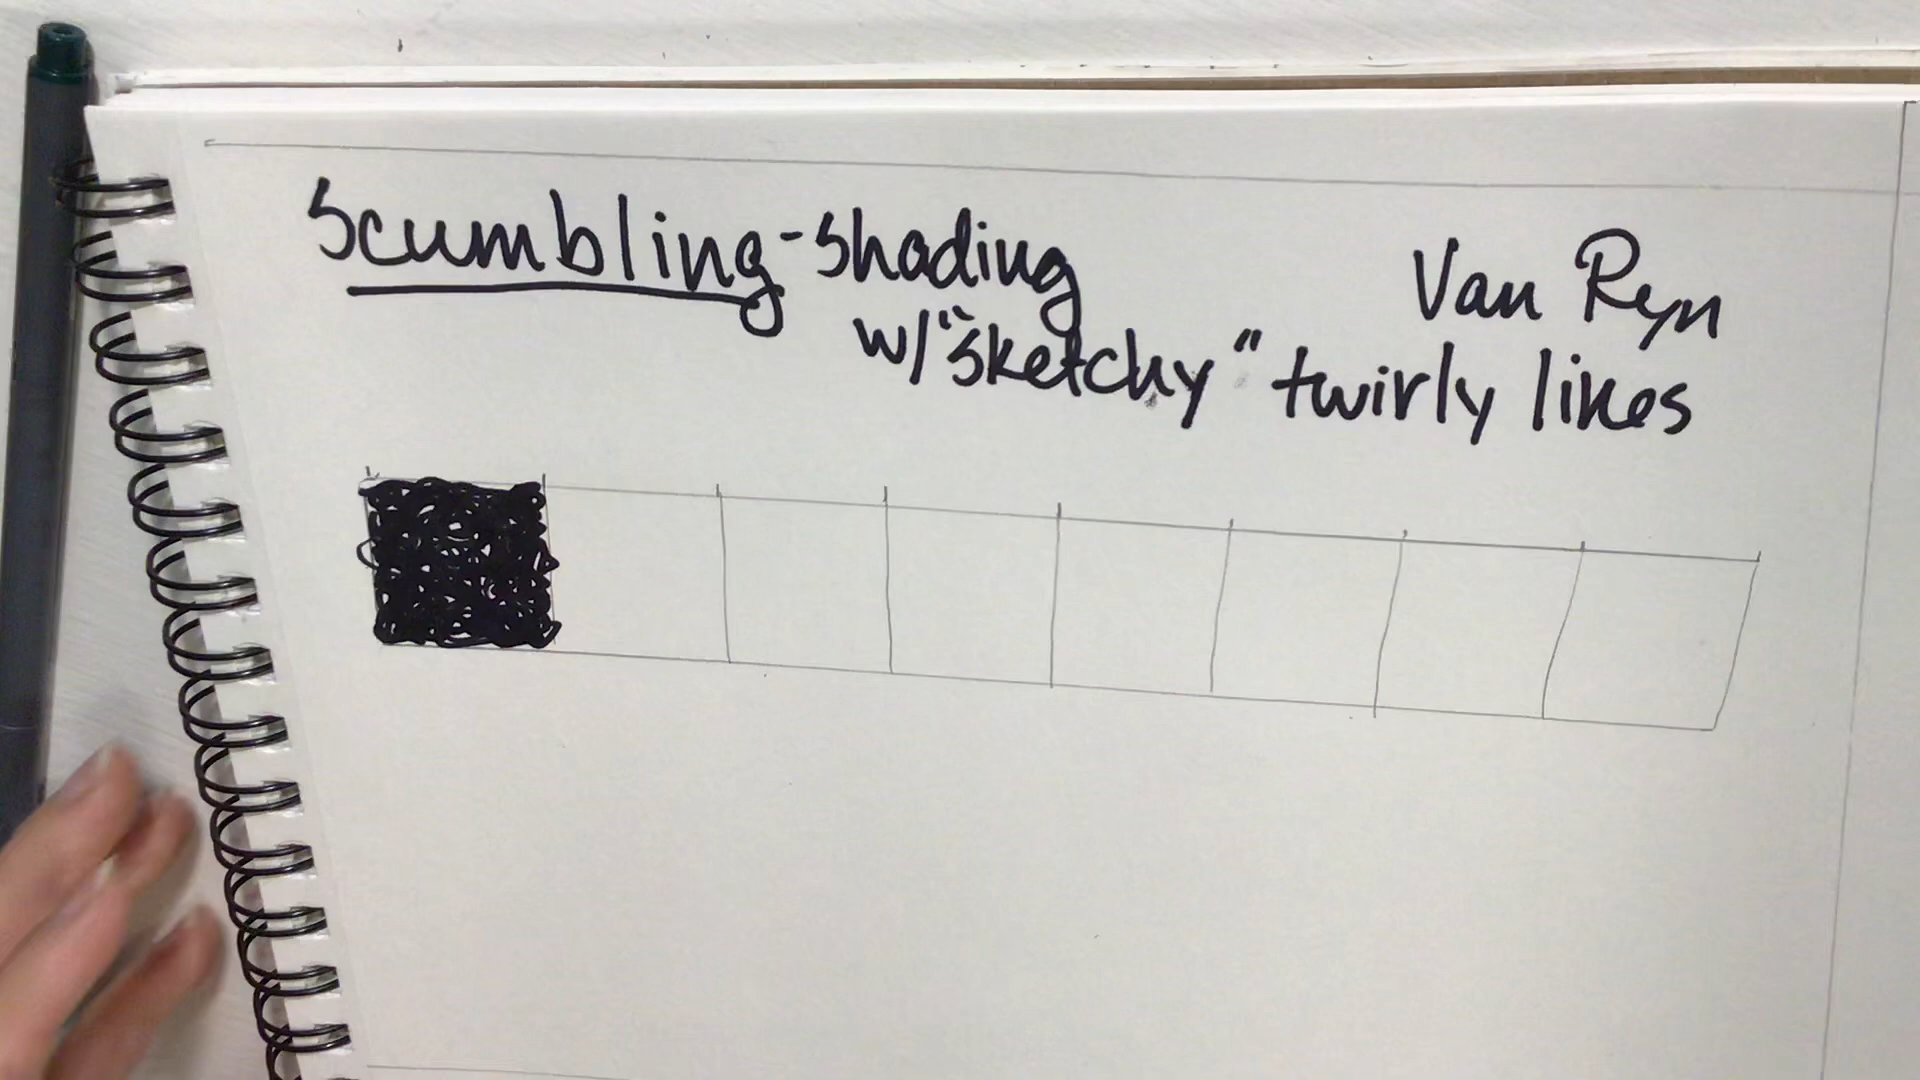 Scumbling - Shading
w/ "Sketchy" twirly lines
Van Ryn